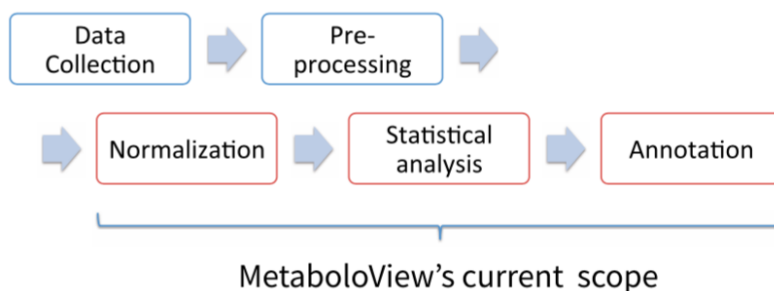 Data
Collection
Pre-
processing
Normalization
Statistical
analysis
Annotation
MetaboloView's current scope